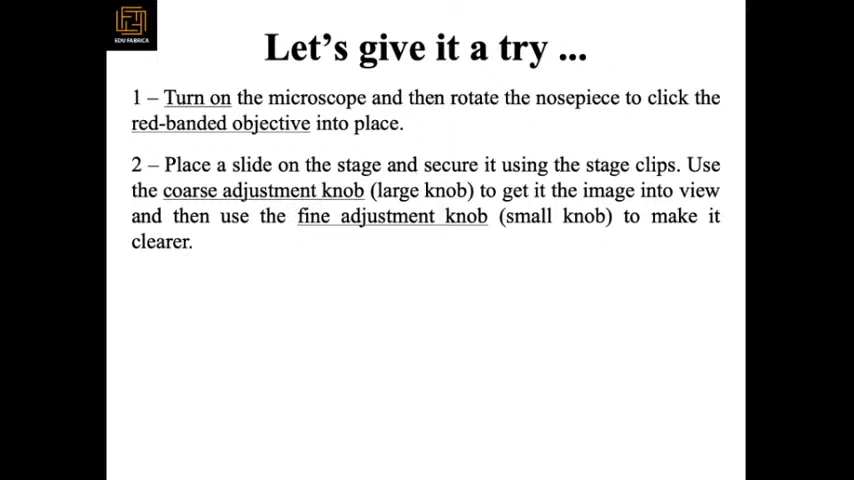 EDU FABRICA
Let’s give it a try ...
1 – Turn on the microscope and then rotate the nosepiece to click the
red-banded objective into place.
2 – Place a slide on the stage and secure it using the stage clips. Use
the coarse adjustment knob (large knob) to get it the image into view
and then use the fine adjustment knob (small knob) to make it
clearer.